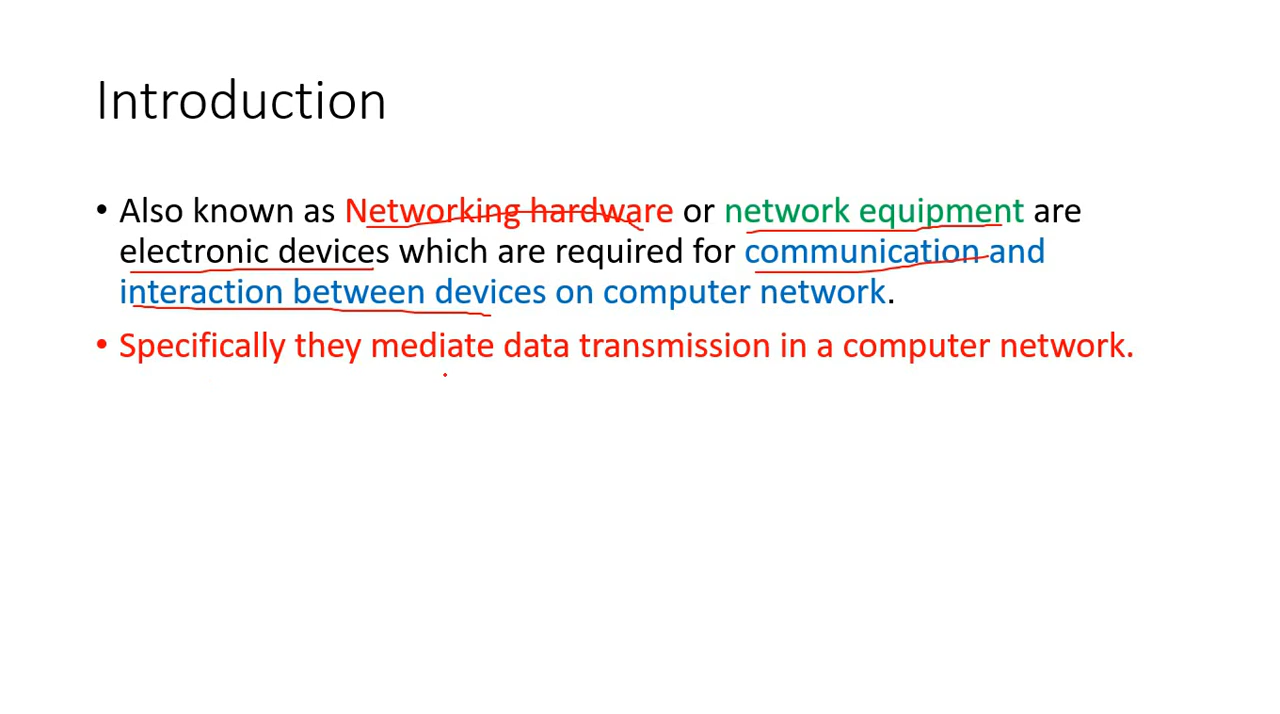 Introduction
• Also known as Networking hardware or network equipment are
electronic devices which are required for communication and
interaction between devices on computer network.
• Specifically they mediate data transmission in a computer network.